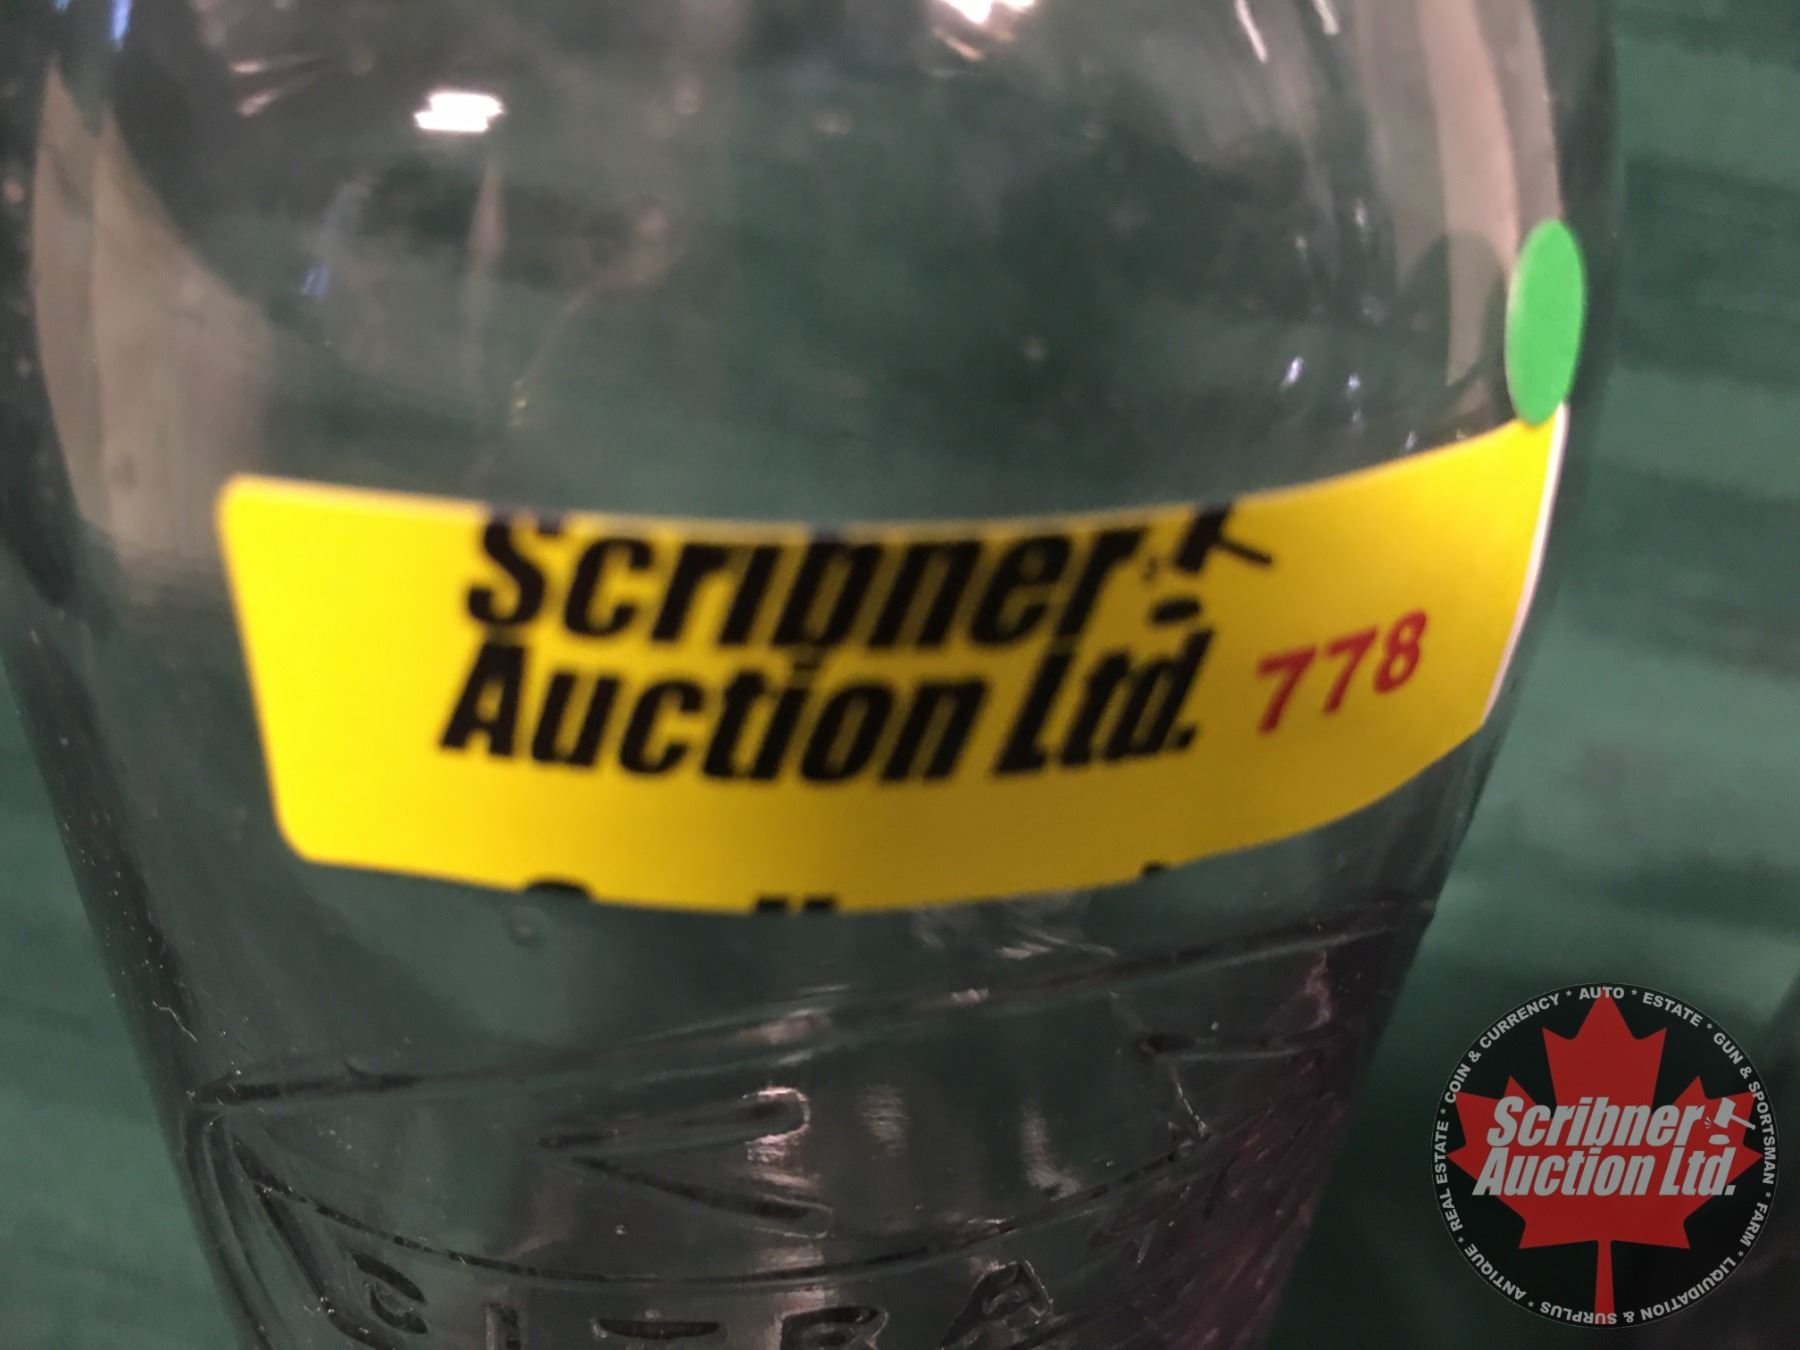 Scribner
Auction Ltd. 778
REAL ESTATE * COIN & CURRENCY * AUTO * ESTATE * GUN & SPORTSMAN * FARM * LIQUIDATION & SURPLUS * ANTIQUE *
Scribner
Auction Ltd.